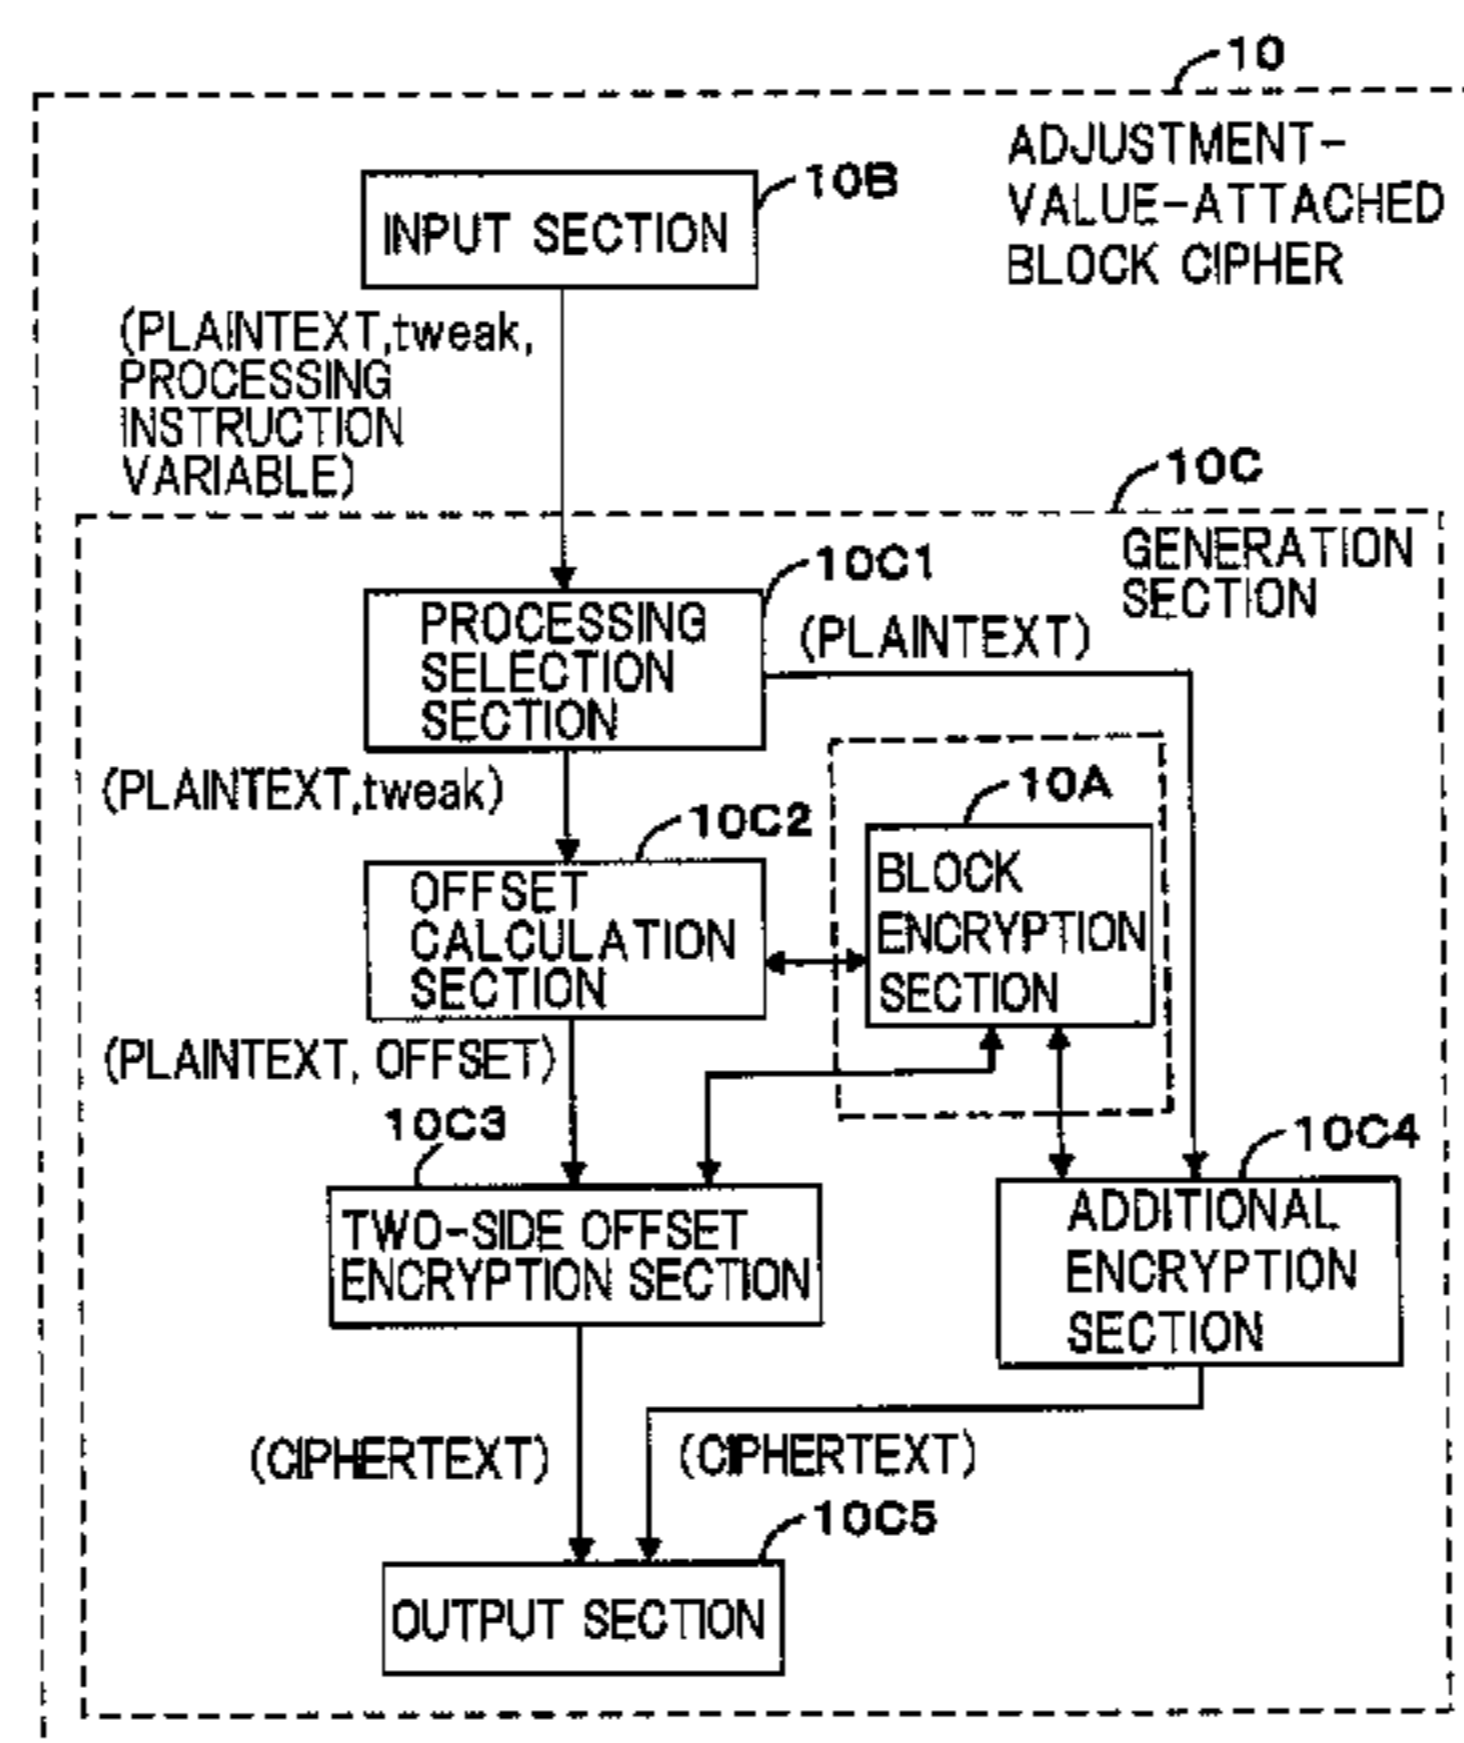 10
ADJUSTMENT-
VALUE-ATTACHED
BLOCK CIPHER
10B
INPUT SECTION
(PLAINTEXT,tweak,
PROCESSING
INSTRUCTION
VARIABLE)
10C
GENERATION
SECTION
10C1
PROCESSING
SELECTION
SECTION
(PLAINTEXT)
(PLAINTEXT,tweak)
10A
BLOCK
ENCRYPTION
SECTION
10C2
OFFSET
CALCULATION
SECTION
(PLAINTEXT, OFFSET)
10C3
TWO-SIDE OFFSET
ENCRYPTION SECTION
10C4
ADDITIONAL
ENCRYPTION
SECTION
(CIPHERTEXT)
(CIPHERTEXT)
10C5
OUTPUT SECTION